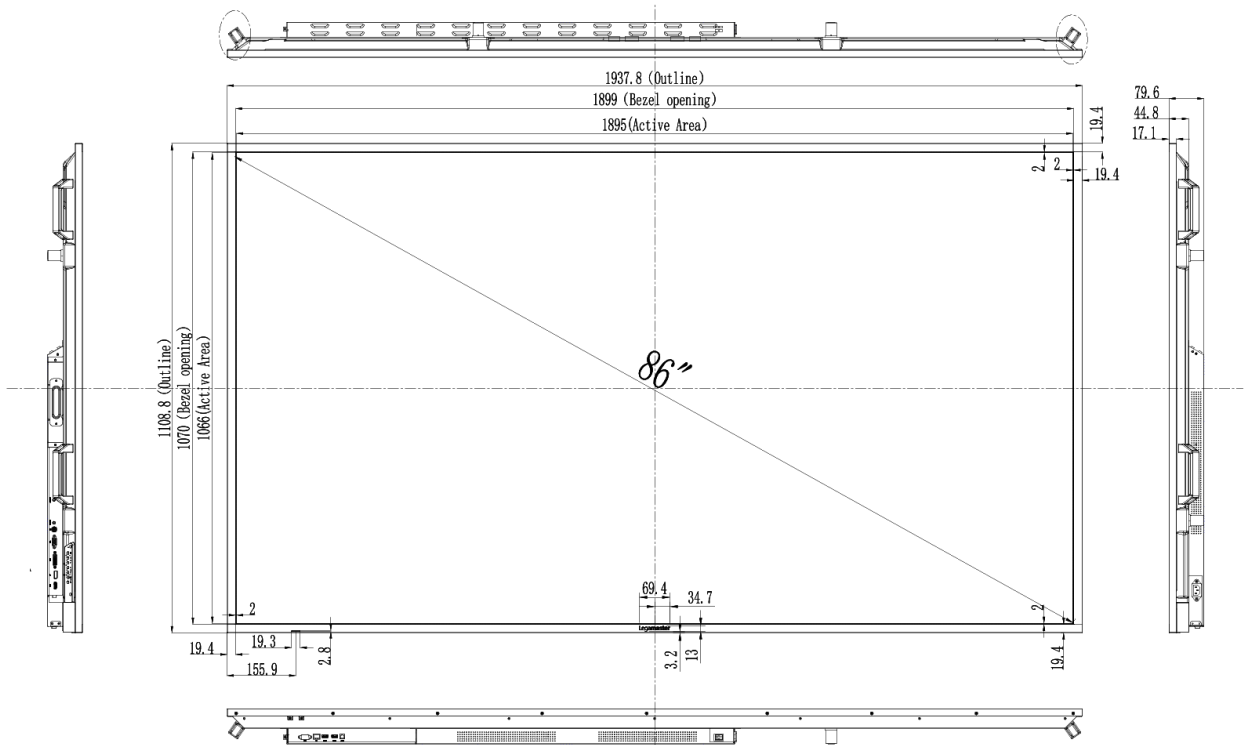 1937.8 (Outline)
1899 (Bezel opening)
1895(Active Area)
79.6
44.8
17.1
19.4
2
2
19.4
1108.8 (Outline)
1070 (Bezel opening)
1066(Active Area)
86"
69.4
34.7
2
2
Legamaster
19.4
19.3
2.8
3.2
13
19.4
155.9